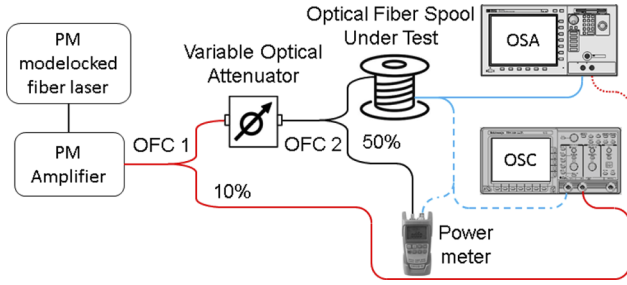 PM
modelocked
fiber laser
PM
Amplifier
OFC 1
10%
Variable Optical
Attenuator
OFC 2
50%
Optical Fiber Spool
Under Test
OSA
OSC
Power
meter